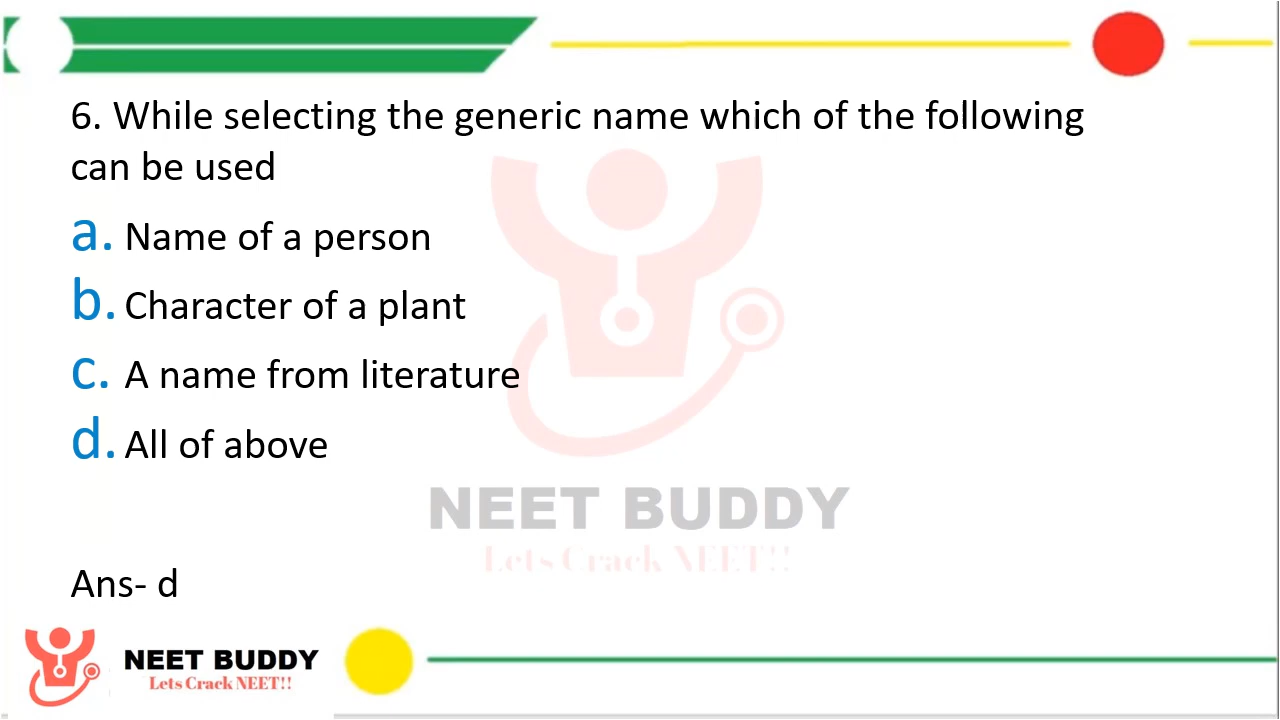 6. While selecting the generic name which of the following
can be used
a. Name of a person
b. Character of a plant
c. A name from literature
d. All of above
NEET BUDDY
Lets Crack NEET!!
Ans- d
NEET BUDDY
Lets Crack NEET!!